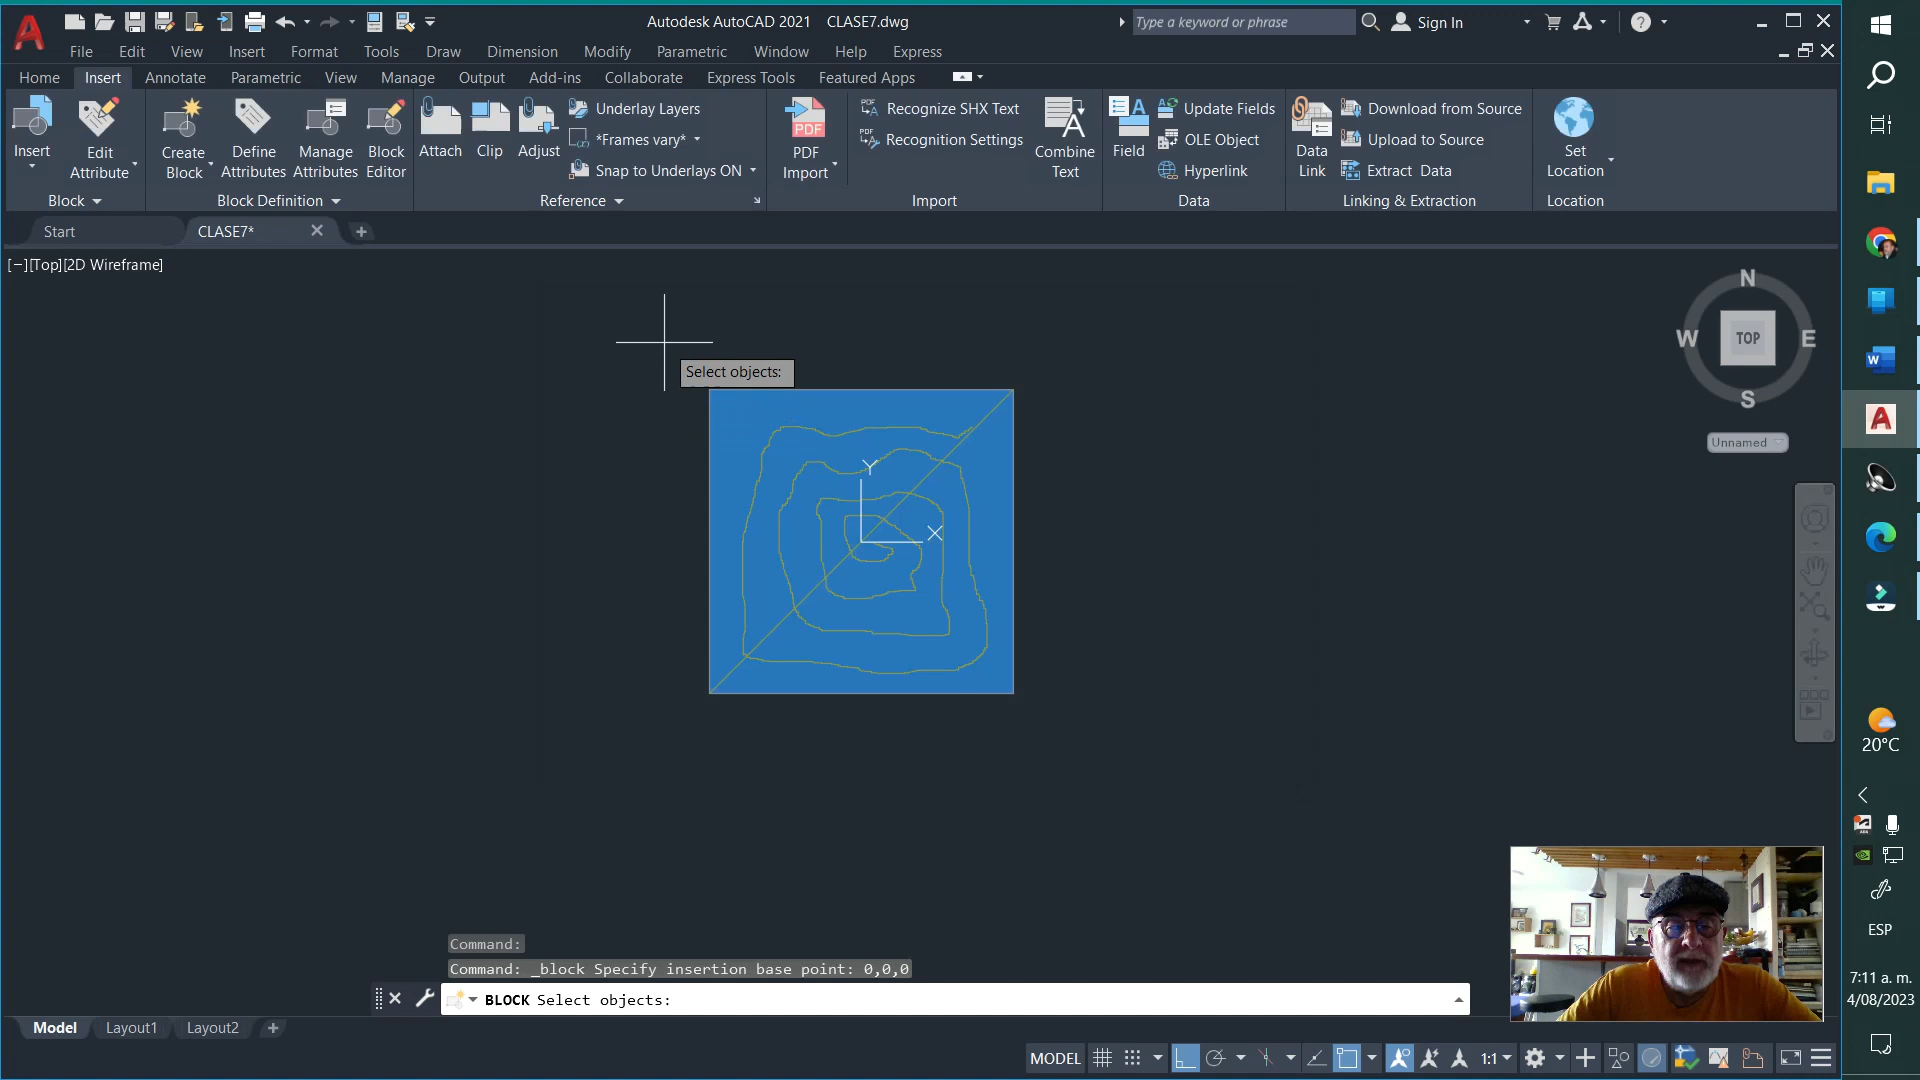 Autodesk AutoCAD 2021 CLASE7.dwg
Type a keyword or phrase
Sign In
File Edit View Insert Format Tools Draw Dimension Modify Parametric Window Help Express
Home Insert Annotate Parametric View Manage Output Add-ins Collaborate Express Tools Featured Apps
Insert
Edit
Attribute
Create
Block
Define
Attributes
Manage
Attributes
Block
Editor
Attach
Clip
Adjust
Underlay Layers
*Frames vary*
Snap to Underlays ON
PDF
PDF
Import
Recognize SHX Text
Recognition Settings
Combine
Text
Field
Update Fields
OLE Object
Hyperlink
Data
Link
Download from Source
Upload to Source
Extract Data
Set
Location
Block
Block Definition
Reference
Import
Data
Linking & Extraction
Location
Start
CLASE7*
[−][Top][2D Wireframe]
N
W
TOP
E
S
Unnamed
Select objects:
Y
X
20°C
ESP
7:11 a. m.
4/08/2023
Command:
Command: _block Specify insertion base point: 0,0,0
BLOCK Select objects:
Model Layout1 Layout2
MODEL
1:1